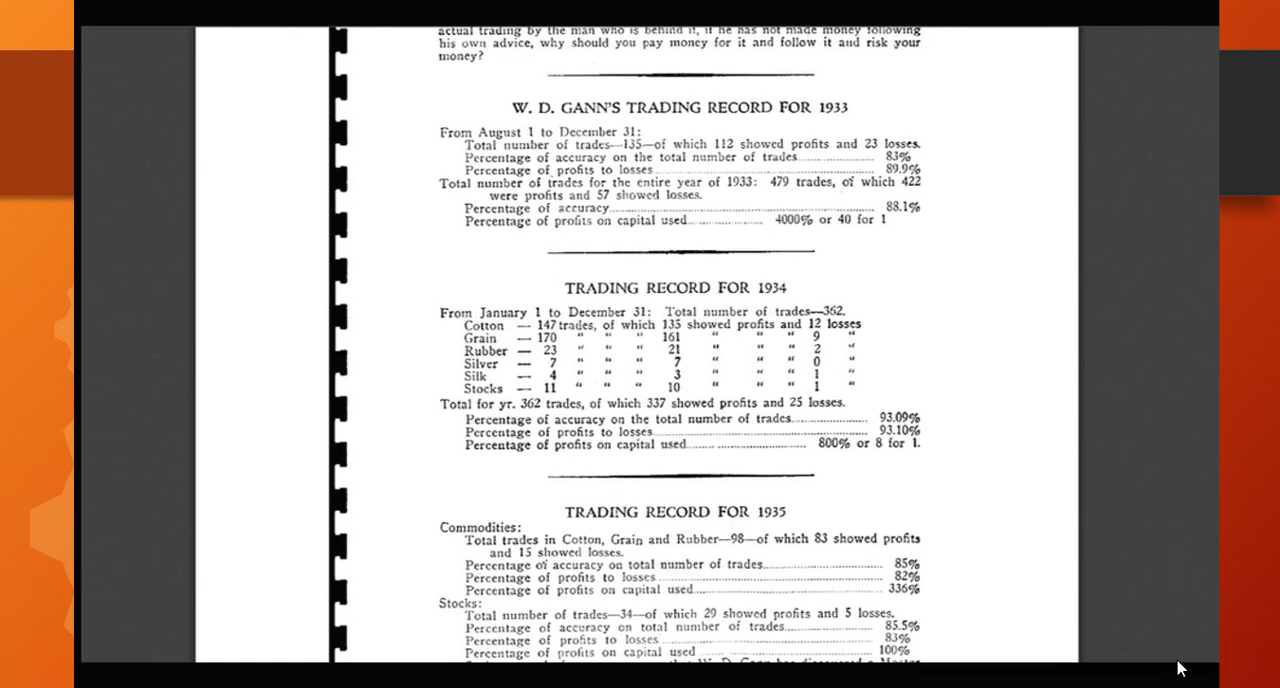 actual trading by the man who is behind it, if he has not made money following
his own advice, why should you pay money for it and follow it and risk your
money?
W. D. GANN'S TRADING RECORD FOR 1933
From August 1 to December 31:
Total number of trades—135—of which 112 showed profits and 23 losses.
Percentage of accuracy on the total number of trades.................... 83%
Percentage of profits to losses.................... 89.9%
Total number of trades for the entire year of 1933: 479 trades, of which 422
were profits and 57 showed losses.
Percentage of accuracy.................... 88.1%
Percentage of profits on capital used.................... 4000% or 40 for 1
TRADING RECORD FOR 1934
From January 1 to December 31: Total number of trades—362.
Cotton — 147 trades, of which 135 showed profits and 12 losses
Grain — 170 " " " 161 " " " 9 "
Rubber — 23 " " " 21 " " " 2 "
Silver — 7 " " " 7 " " " 0 "
Silk — 4 " " " 3 " " " 1 "
Stocks — 11 " " " 10 " " " 1 "
Total for yr. 362 trades, of which 337 showed profits and 25 losses.
Percentage of accuracy on the total number of trades.................... 93.09%
Percentage of profits to losses.................... 93.10%
Percentage of profits on capital used.................... 800% or 8 for 1.
TRADING RECORD FOR 1935
Commodities:
Total trades in Cotton, Grain and Rubber—98—of which 83 showed profits
and 15 showed losses.
Percentage of accuracy on total number of trades.................... 85%
Percentage of profits to losses.................... 82%
Percentage of profits on capital used.................... 336%
Stocks:
Total number of trades—34—of which 29 showed profits and 5 losses.
Percentage of accuracy on total number of trades.................... 85.5%
Percentage of profits to losses.................... 83%
Percentage of profits on capital used.................... 100%
that W. D. Gann has discovered a Master